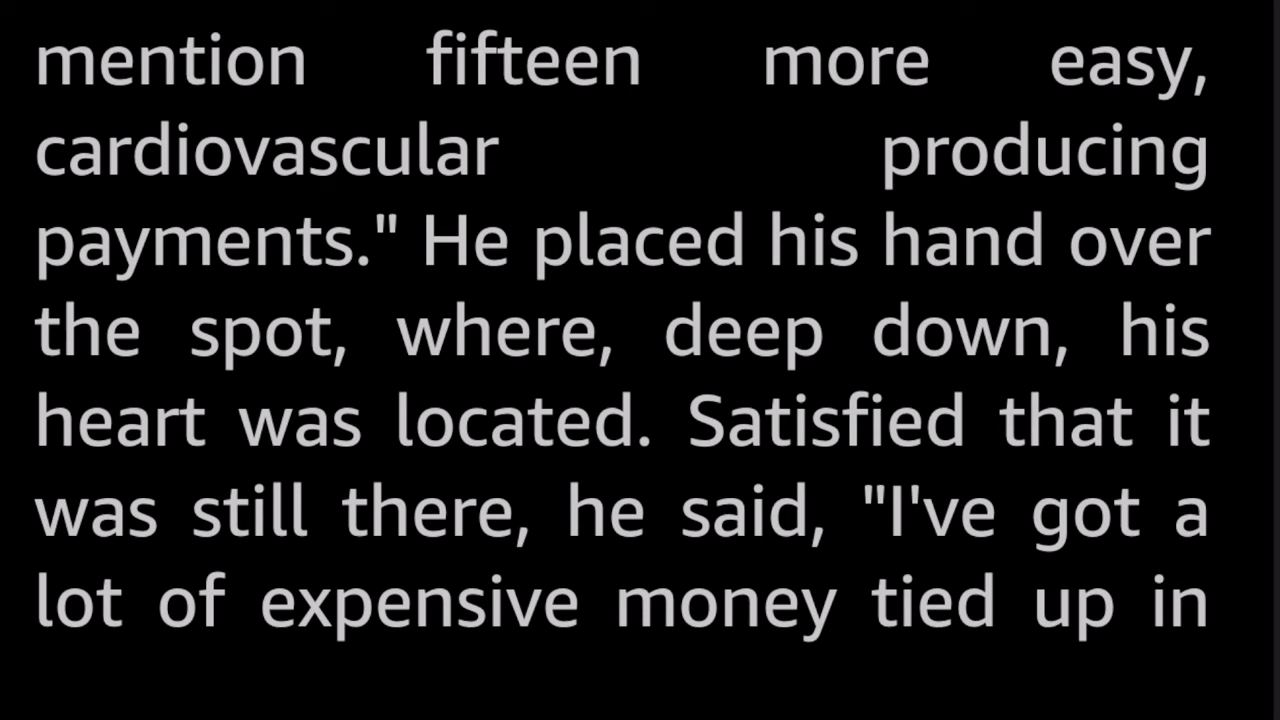 mention fifteen more easy,
cardiovascular producing
payments." He placed his hand over
the spot, where, deep down, his
heart was located. Satisfied that it
was still there, he said, "I've got a
lot of expensive money tied up in